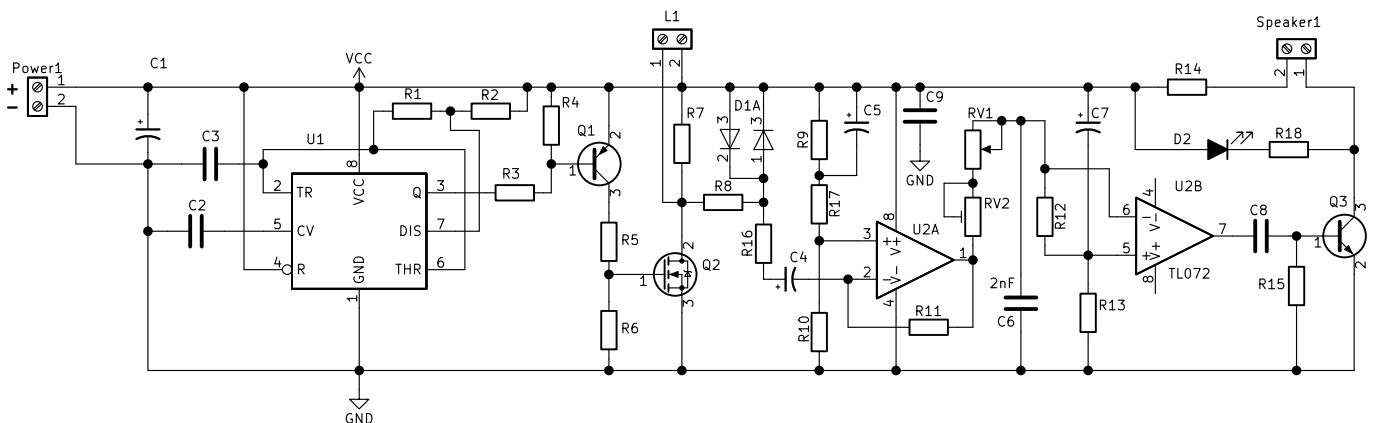 L1
Speaker1
Power1
C1
VCC
+ 1
- 2
1 2
2 1
R14
R1 R2
R4
R7
D1A
C5
C9
RV1
C7
+
+
+
C3
U1
Q1
2
3 3
R9
D2
R18
8
VCC
1
2 1
GND
R3
3
R8
R17
RV2
R12
U2B
4
Q3
3
2 TR
Q 3
C2
5 CV
DIS 7
R5
R16
U2A
8
3 + V+
1
6 - V-
5 + V+
7
C8
1
2
4 R
GND
THR 6
2
Q2
1
3
C4
+
2 - V-
4
8
TL072
R15
1
2nF
C6
R6
R10
R11
R13
GND